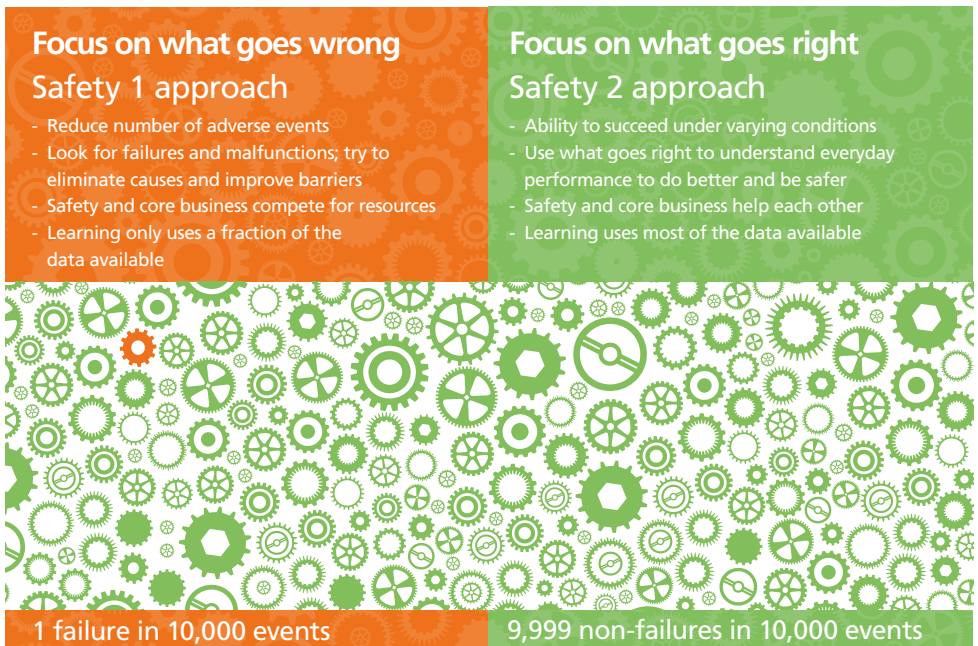 Focus on what goes wrong
Safety 1 approach
- Reduce number of adverse events
- Look for failures and malfunctions; try to
eliminate causes and improve barriers
- Safety and core business compete for resources
- Learning only uses a fraction of the
data available
Focus on what goes right
Safety 2 approach
- Ability to succeed under varying conditions
- Use what goes right to understand everyday
performance to do better and be safer
- Safety and core business help each other
- Learning uses most of the data available
1 failure in 10,000 events
9,999 non-failures in 10,000 events